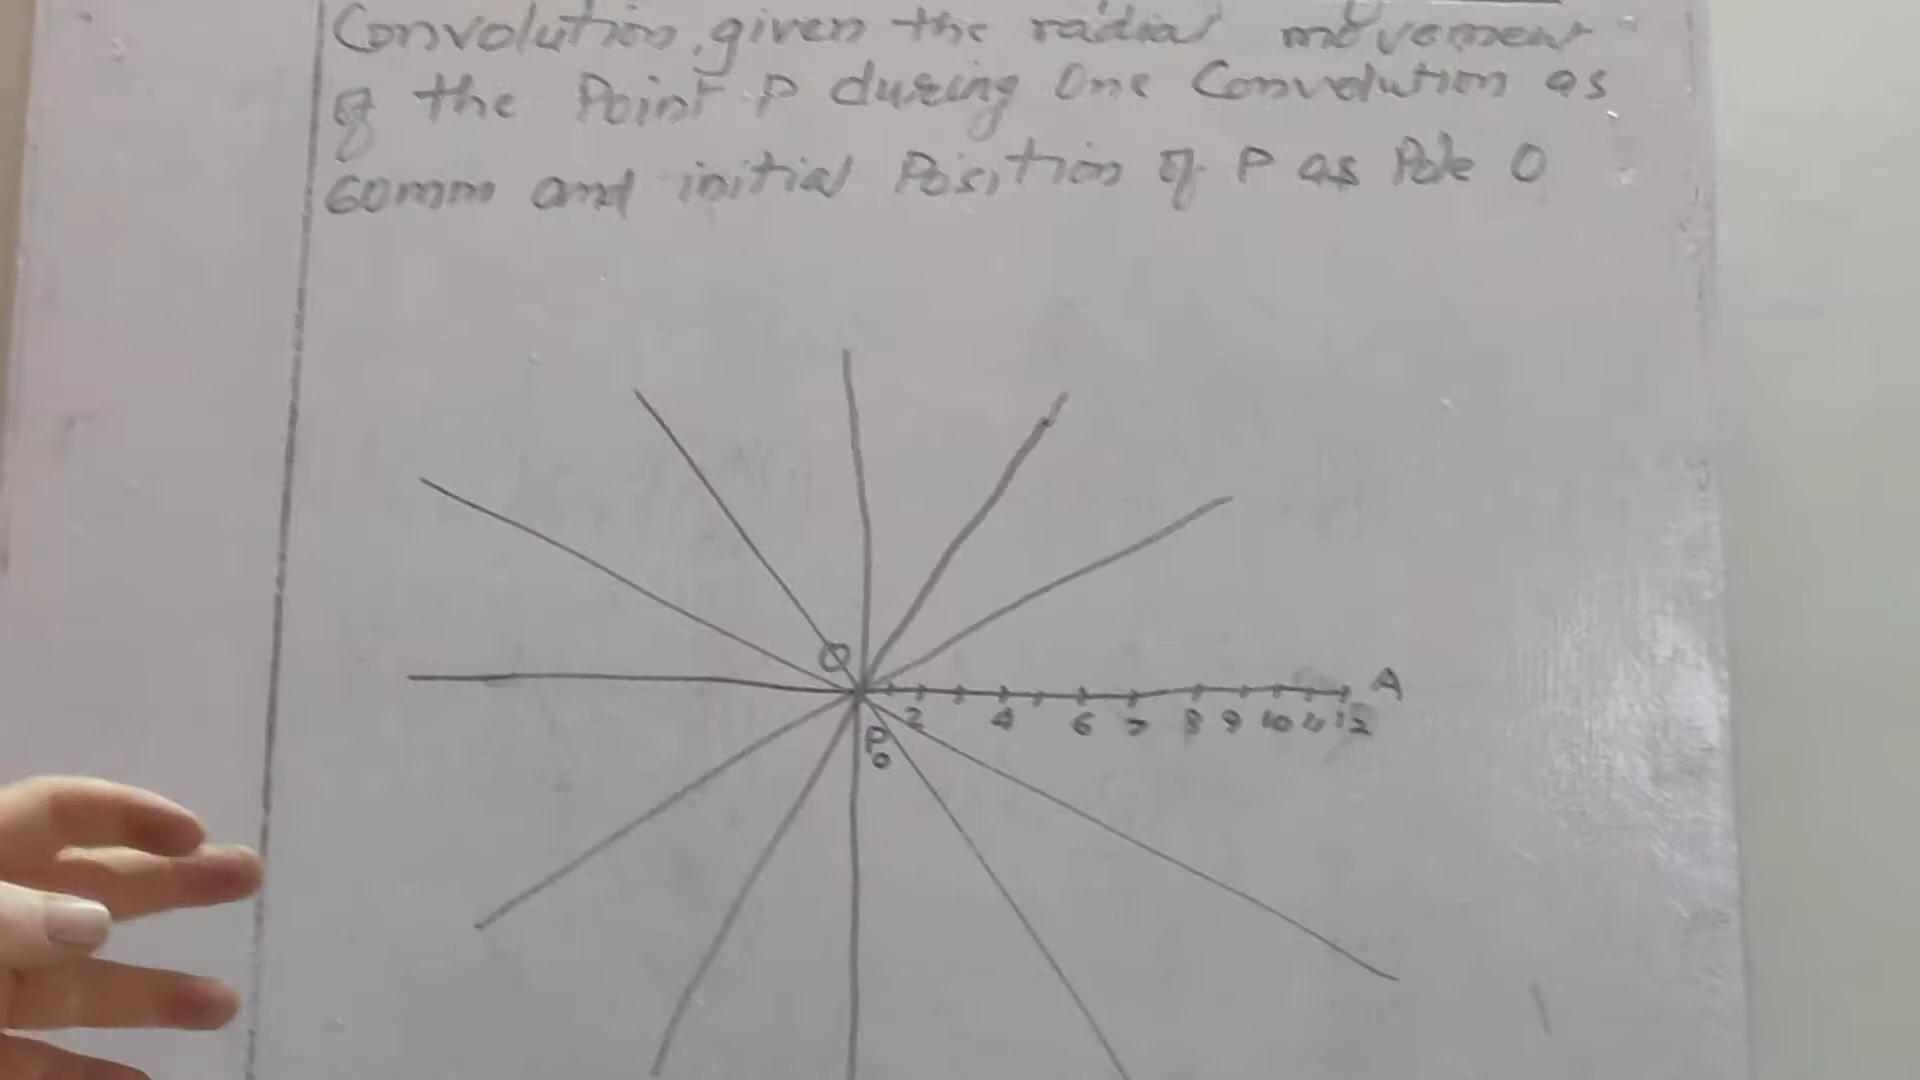 Convolution, given the radial movement
of the Point P during One Convolution as
60mm and initial Position of P as Pole O
O
A
2 4 6 7 8 9 10 11 12
P0